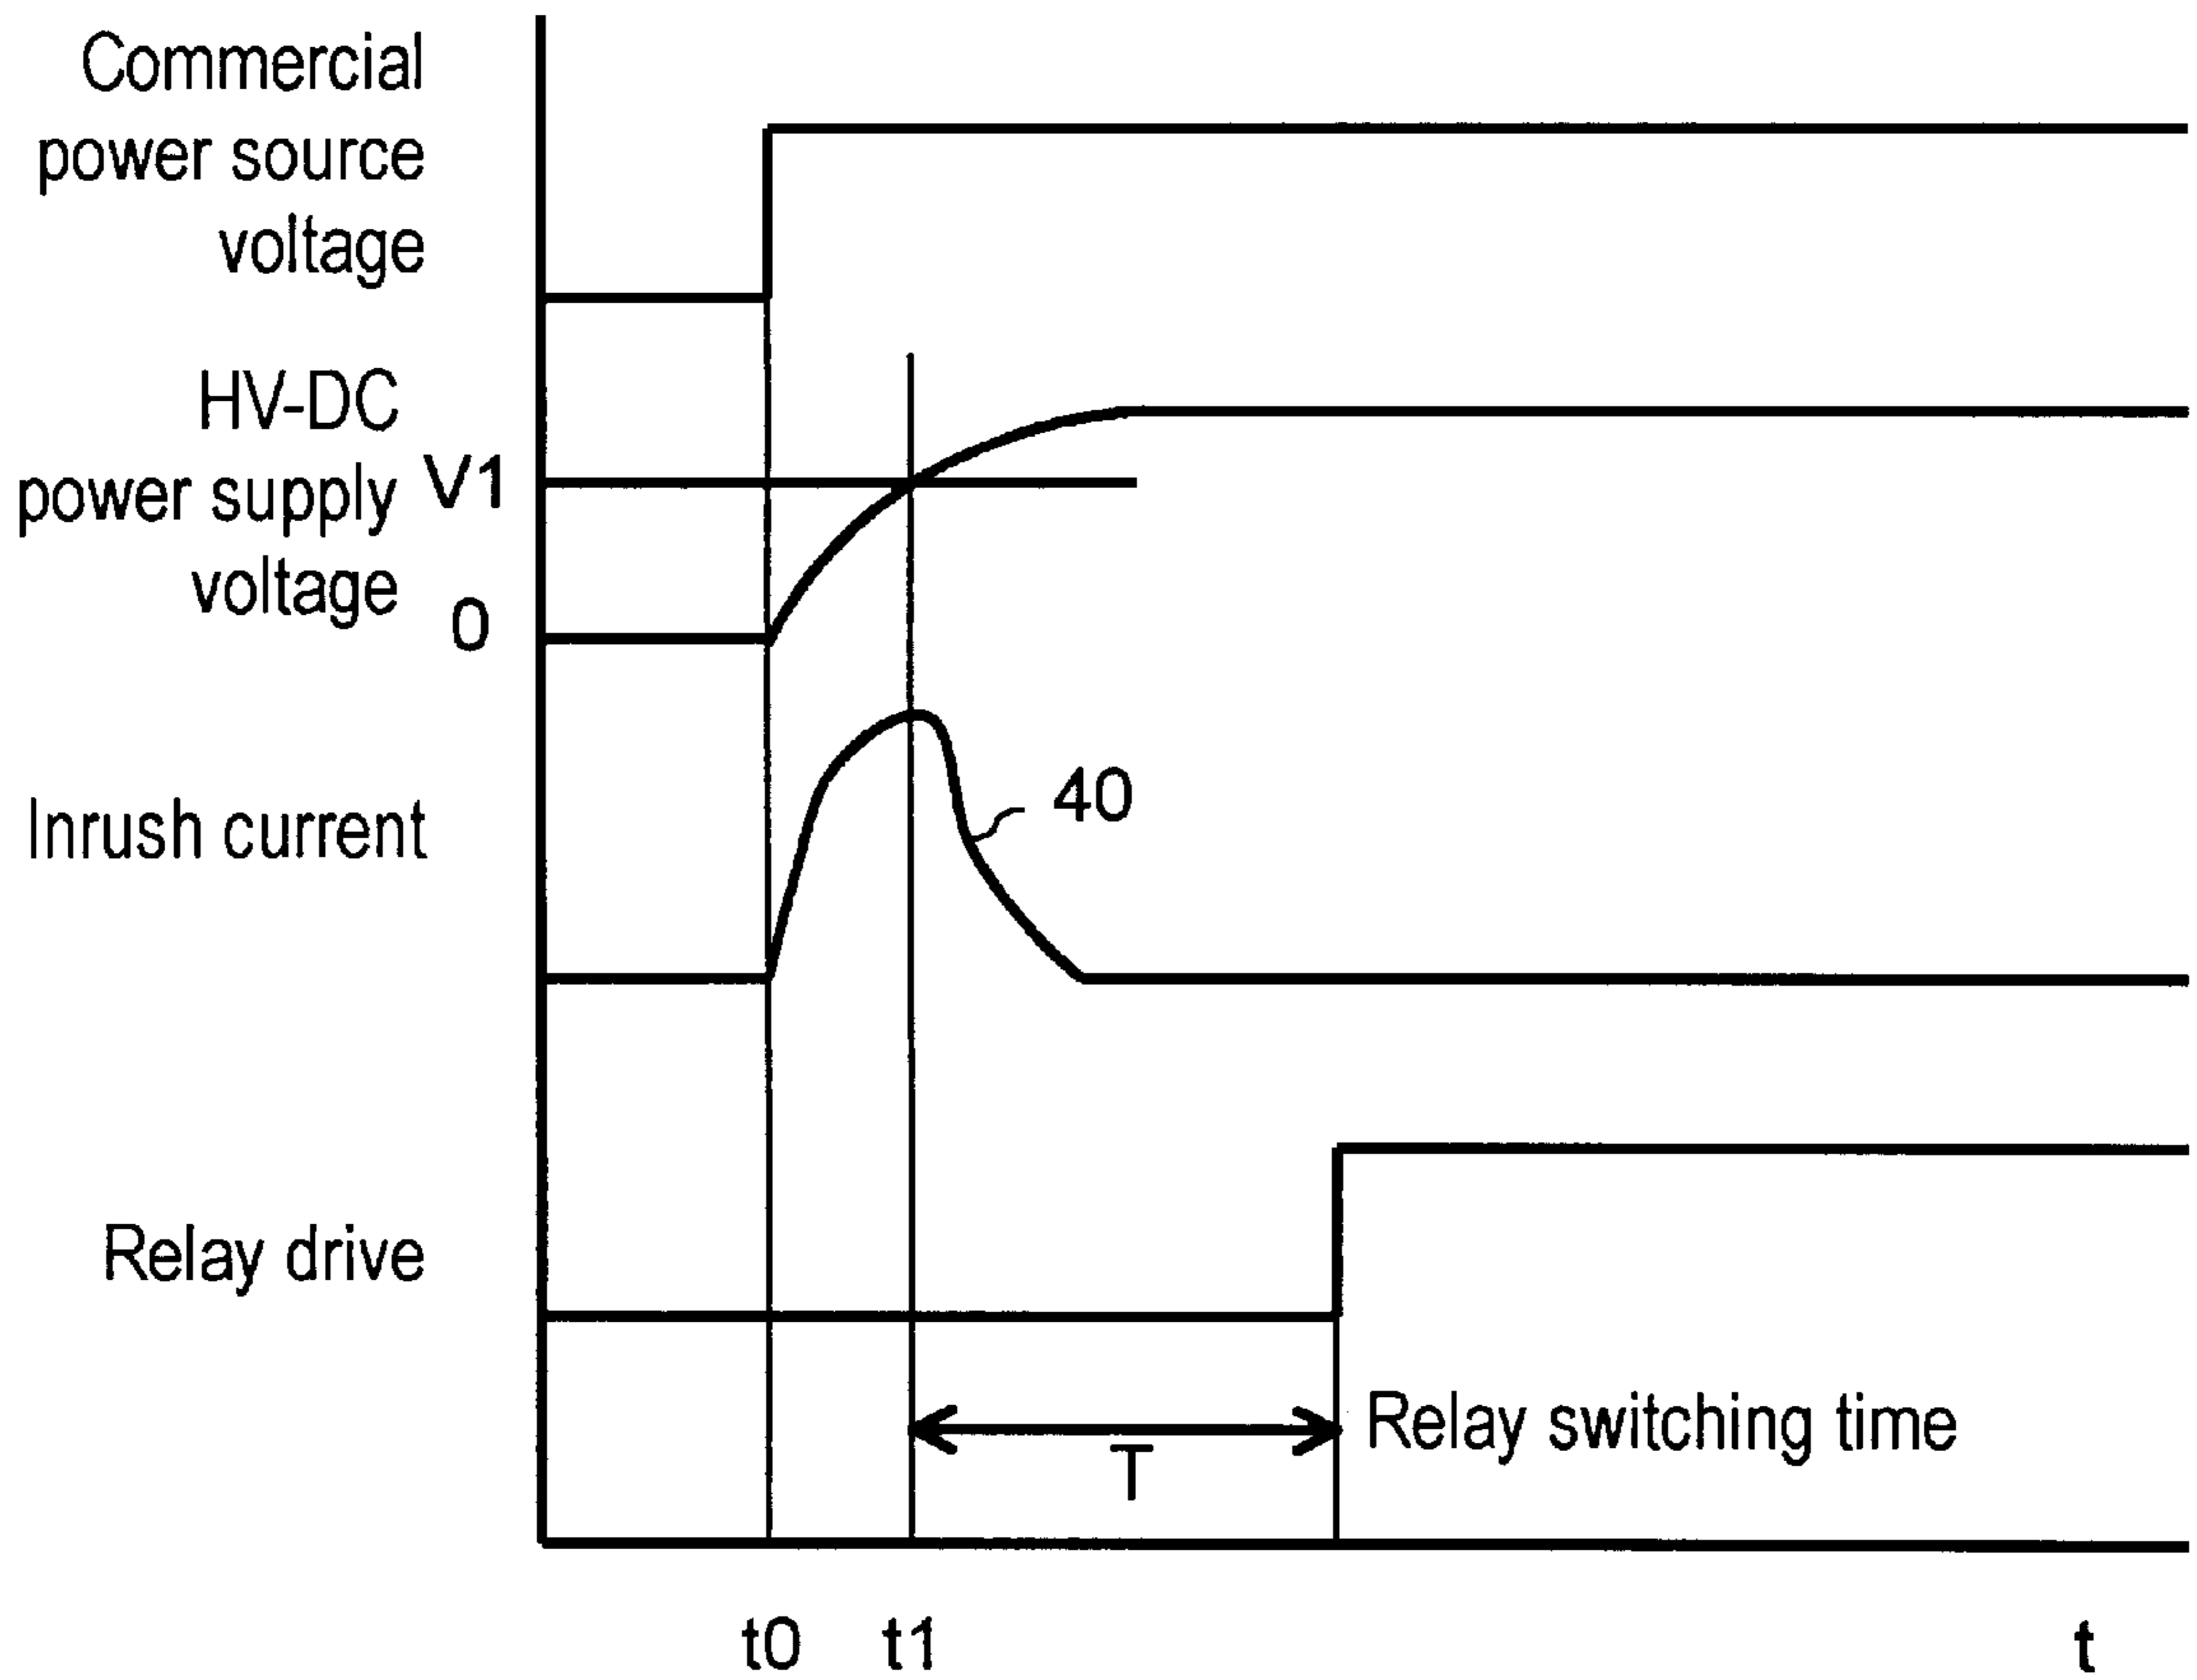 Commercial
power source
voltage
HV-DC
power supply
voltage
V1
0
Inrush current
40
Relay drive
Relay switching time
T
t0
t1
t